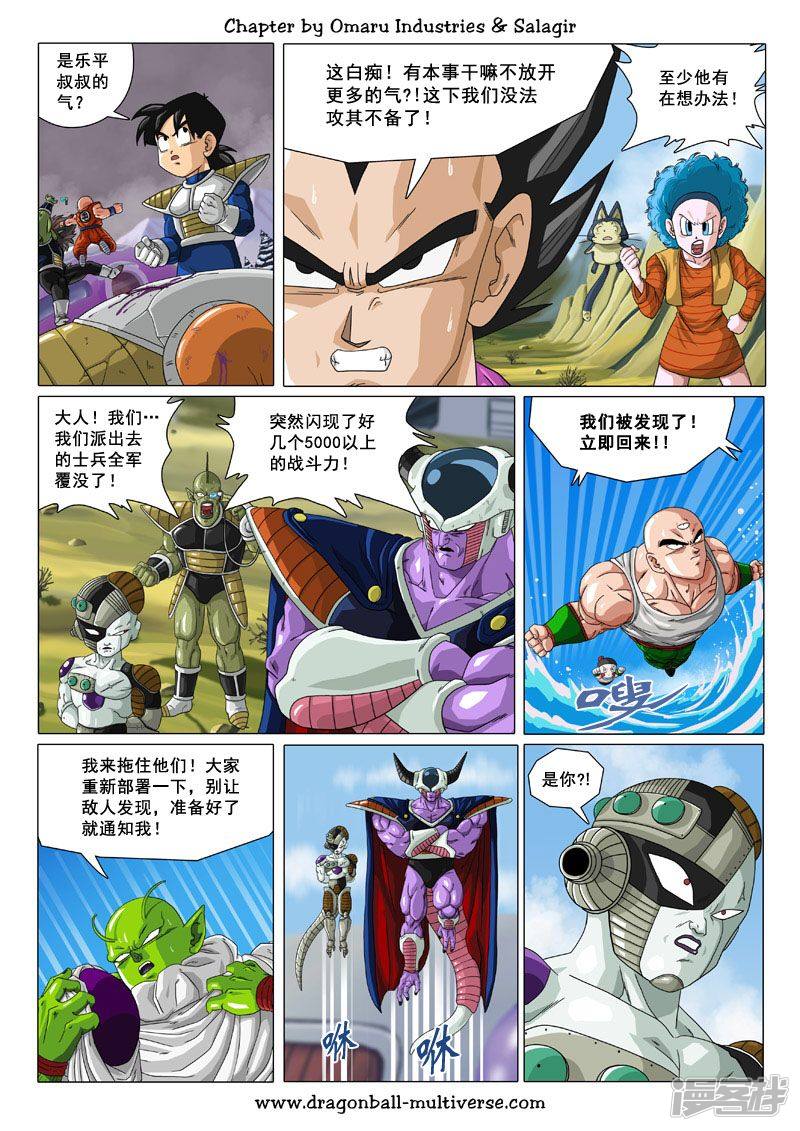 Chapter by Omaru Industries & Salagir
是乐平
叔叔的
气?
这白痴！有本事干嘛不放开
更多的气?!这下我们没法
攻其不备了！
至少他有
在想办法！
大人！我们…
我们派出去
的士兵全军
覆没了！
突然闪现了好
几个5000以上
的战斗力！
我们被发现了！
立即回来!!
嗖
我来拖住他们！大家
重新部署一下，别让
敌人发现，准备好了
就通知我！
咻
咻
是你?!
www.dragonball-multiverse.com
漫客栈